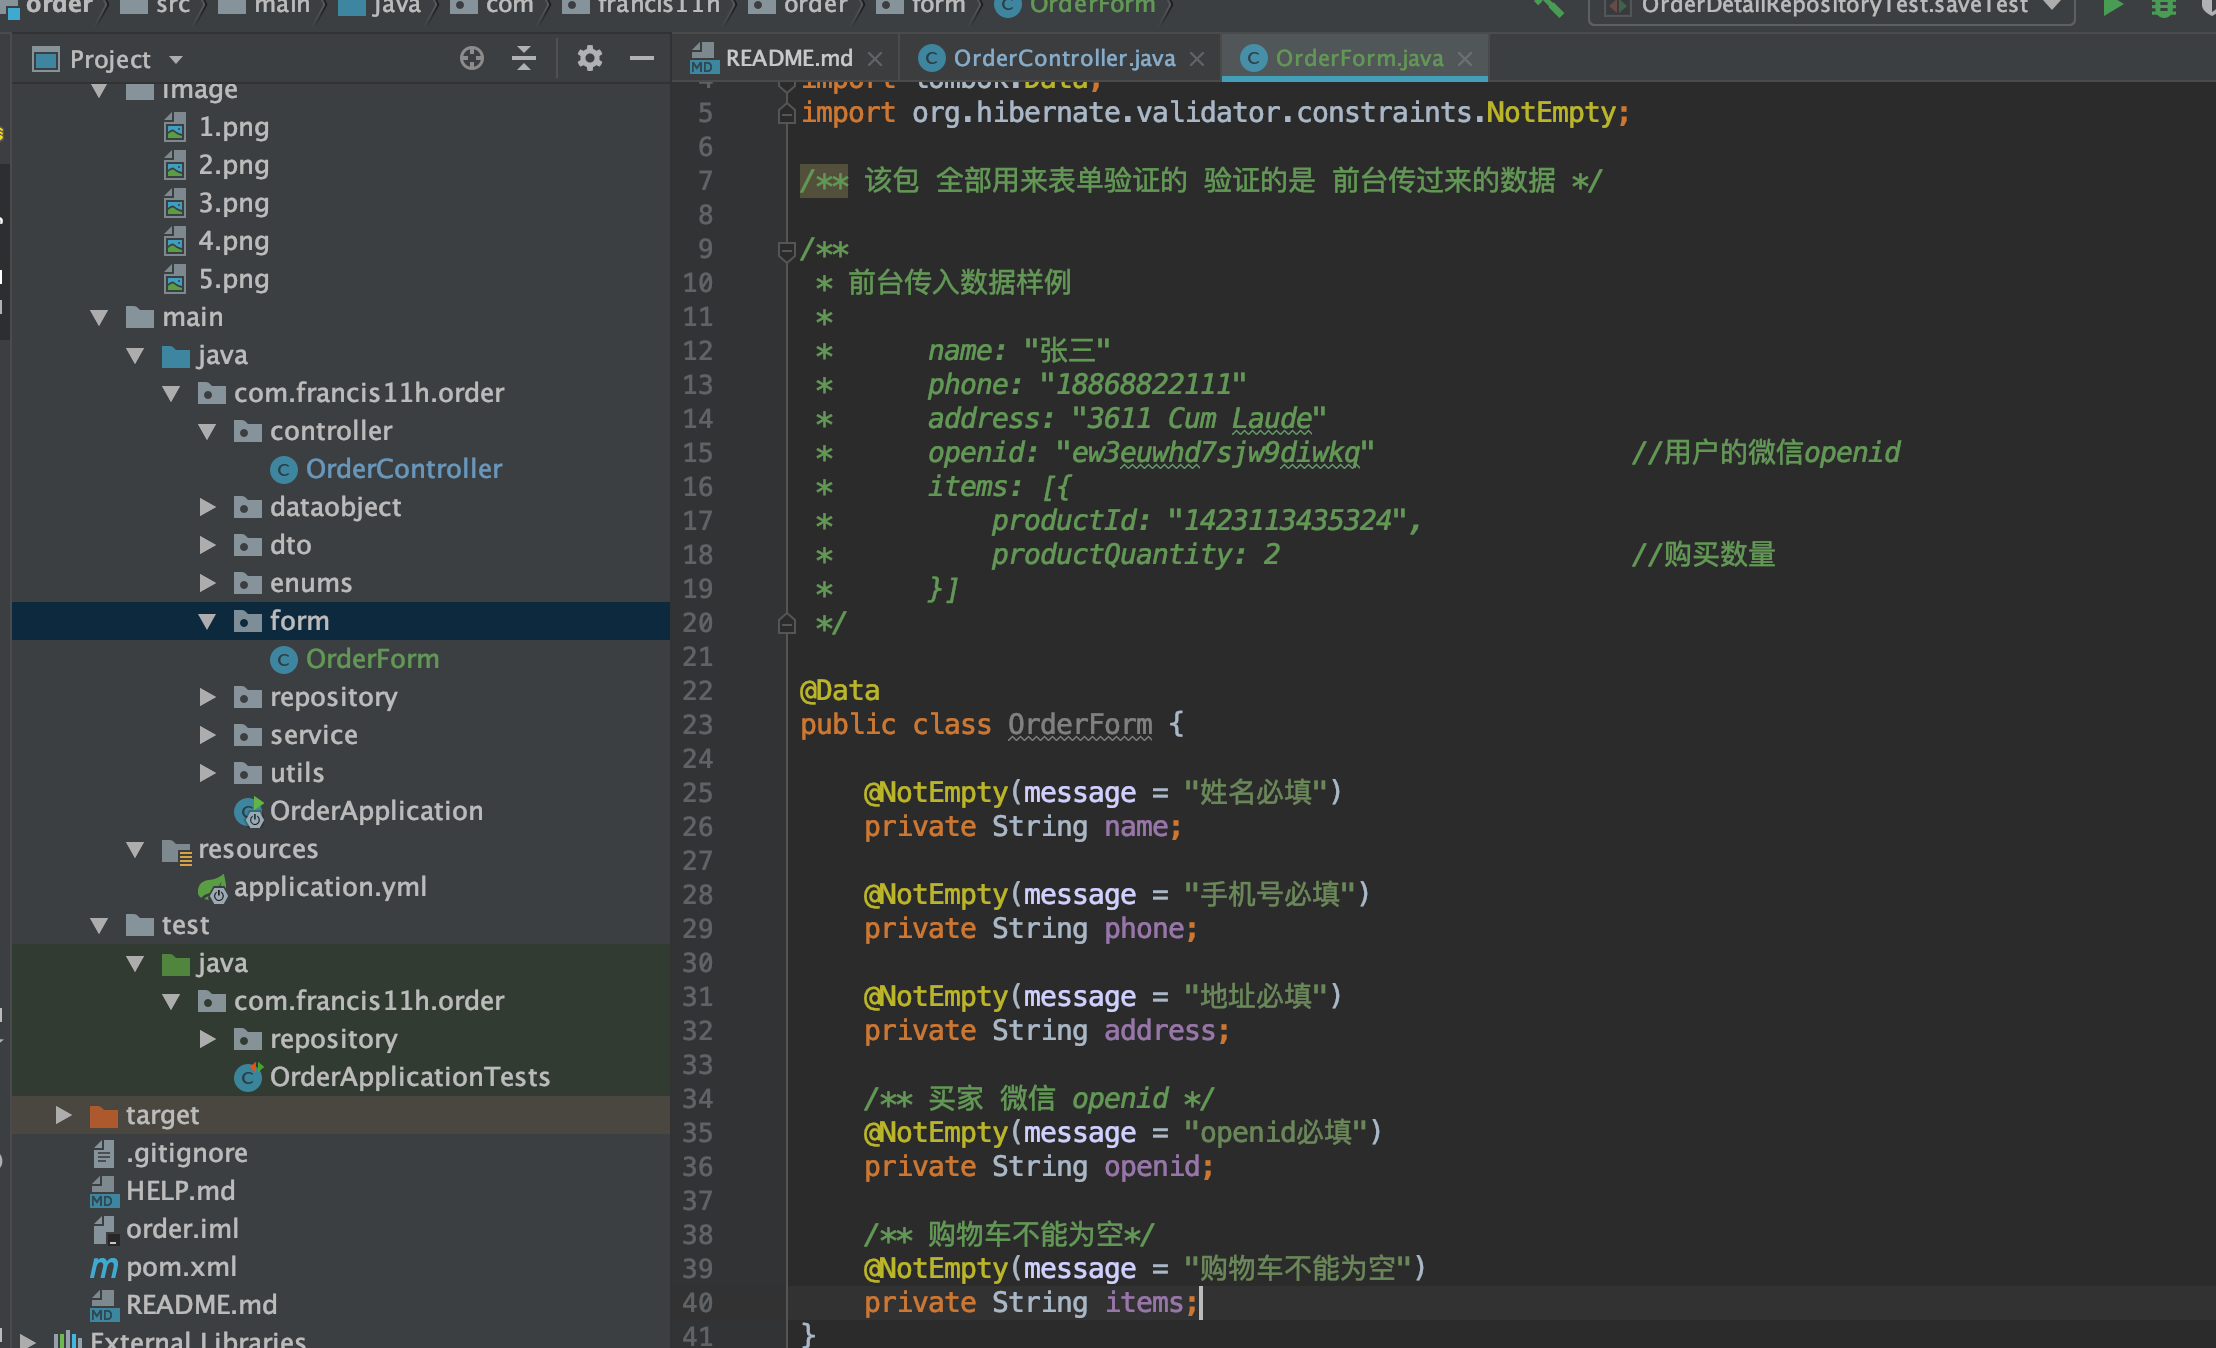 order src main java com francis11h order form OrderForm OrderDetailRepositoryTest.saveTest
Project
README.md OrderController.java OrderForm.java
image
1.png
2.png
3.png
4.png
5.png
main
java
com.francis11h.order
controller
OrderController
dataobject
dto
enums
form
OrderForm
repository
service
utils
OrderApplication
resources
application.yml
test
java
com.francis11h.order
repository
OrderApplicationTests
target
.gitignore
HELP.md
order.iml
pom.xml
README.md
External Libraries
4 import lombok.Data;
5 import org.hibernate.validator.constraints.NotEmpty;
6
7 /** 该包 全部用来表单验证的 验证的是 前台传过来的数据 */
8
9 /**
10 * 前台传入数据样例
11 *
12 * name: "张三"
13 * phone: "18868822111"
14 * address: "3611 Cum Laude"
15 * openid: "ew3euwhd7sjw9diwkq" //用户的微信openid
16 * items: [{
17 * productId: "1423113435324",
18 * productQuantity: 2 //购买数量
19 * }]
20 */
21
22 @Data
23 public class OrderForm {
24
25 @NotEmpty(message = "姓名必填")
26 private String name;
27
28 @NotEmpty(message = "手机号必填")
29 private String phone;
30
31 @NotEmpty(message = "地址必填")
32 private String address;
33
34 /** 买家 微信 openid */
35 @NotEmpty(message = "openid必填")
36 private String openid;
37
38 /** 购物车不能为空*/
39 @NotEmpty(message = "购物车不能为空")
40 private String items;
41 }